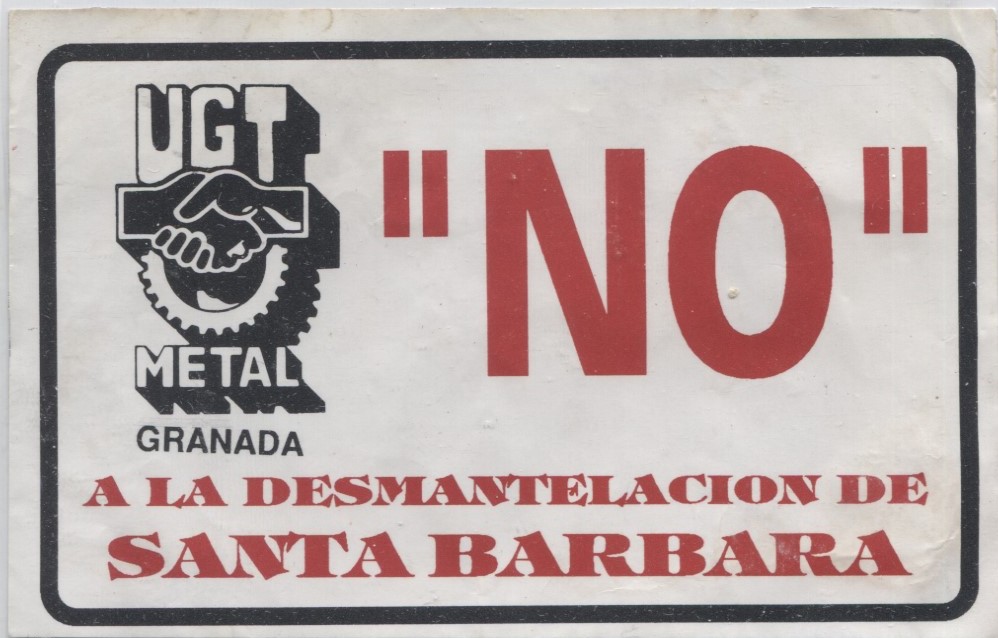 UGT
METAL
GRANADA
"NO"
A LA DESMANTELACION DE
SANTA BARBARA